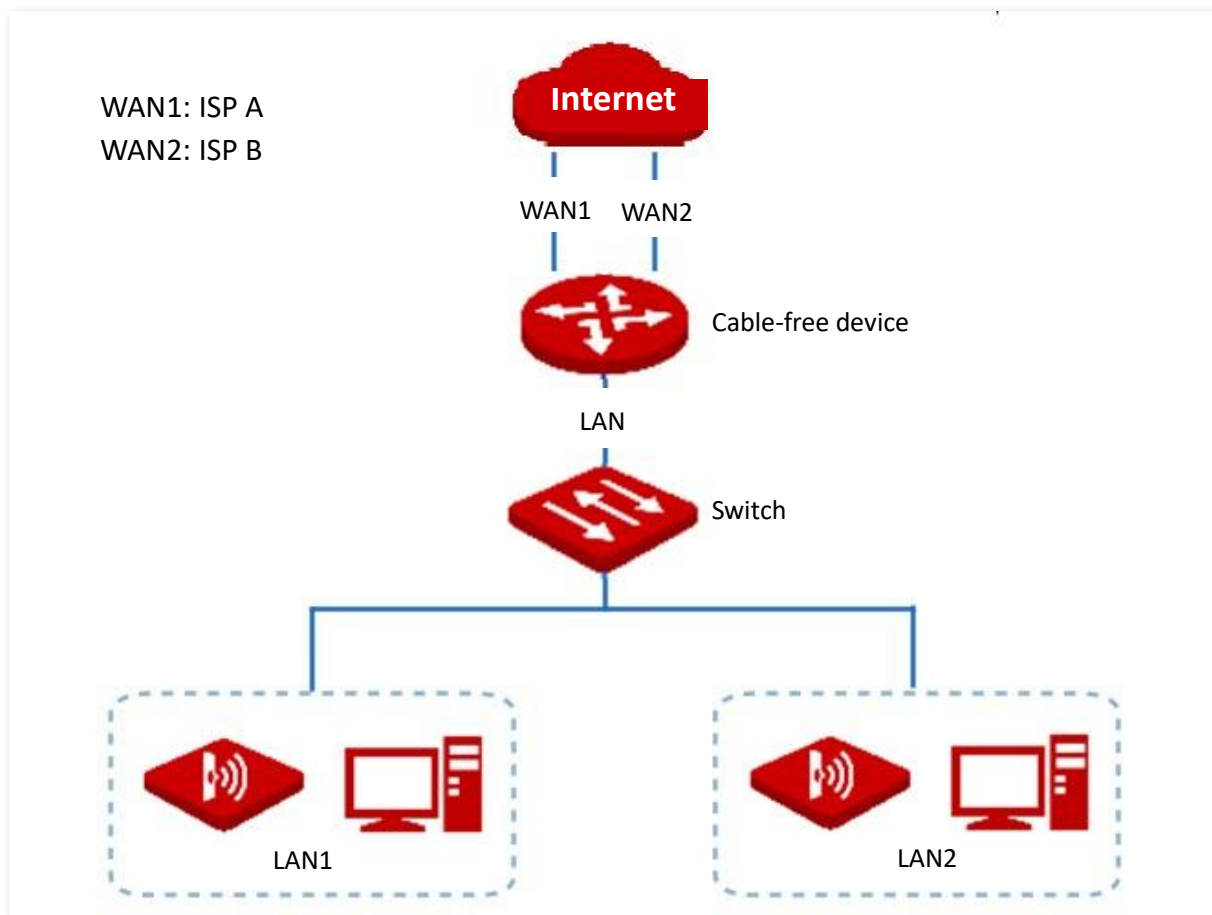 WAN1: ISP A
WAN2: ISP B
Internet
WAN1 WAN2
Cable-free device
LAN
Switch
LAN1
LAN2